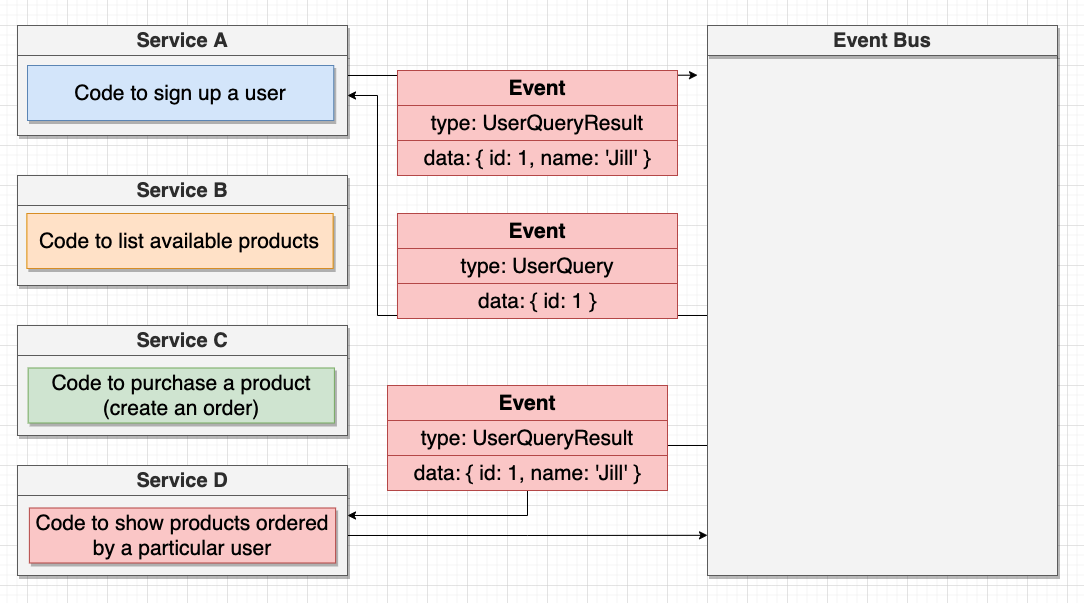 Service A
Code to sign up a user
Service B
Code to list available products
Service C
Code to purchase a product
(create an order)
Service D
Code to show products ordered
by a particular user
Event
type: UserQueryResult
data: { id: 1, name: 'Jill' }
Event
type: UserQuery
data: { id: 1 }
Event
type: UserQueryResult
data: { id: 1, name: 'Jill' }
Event Bus